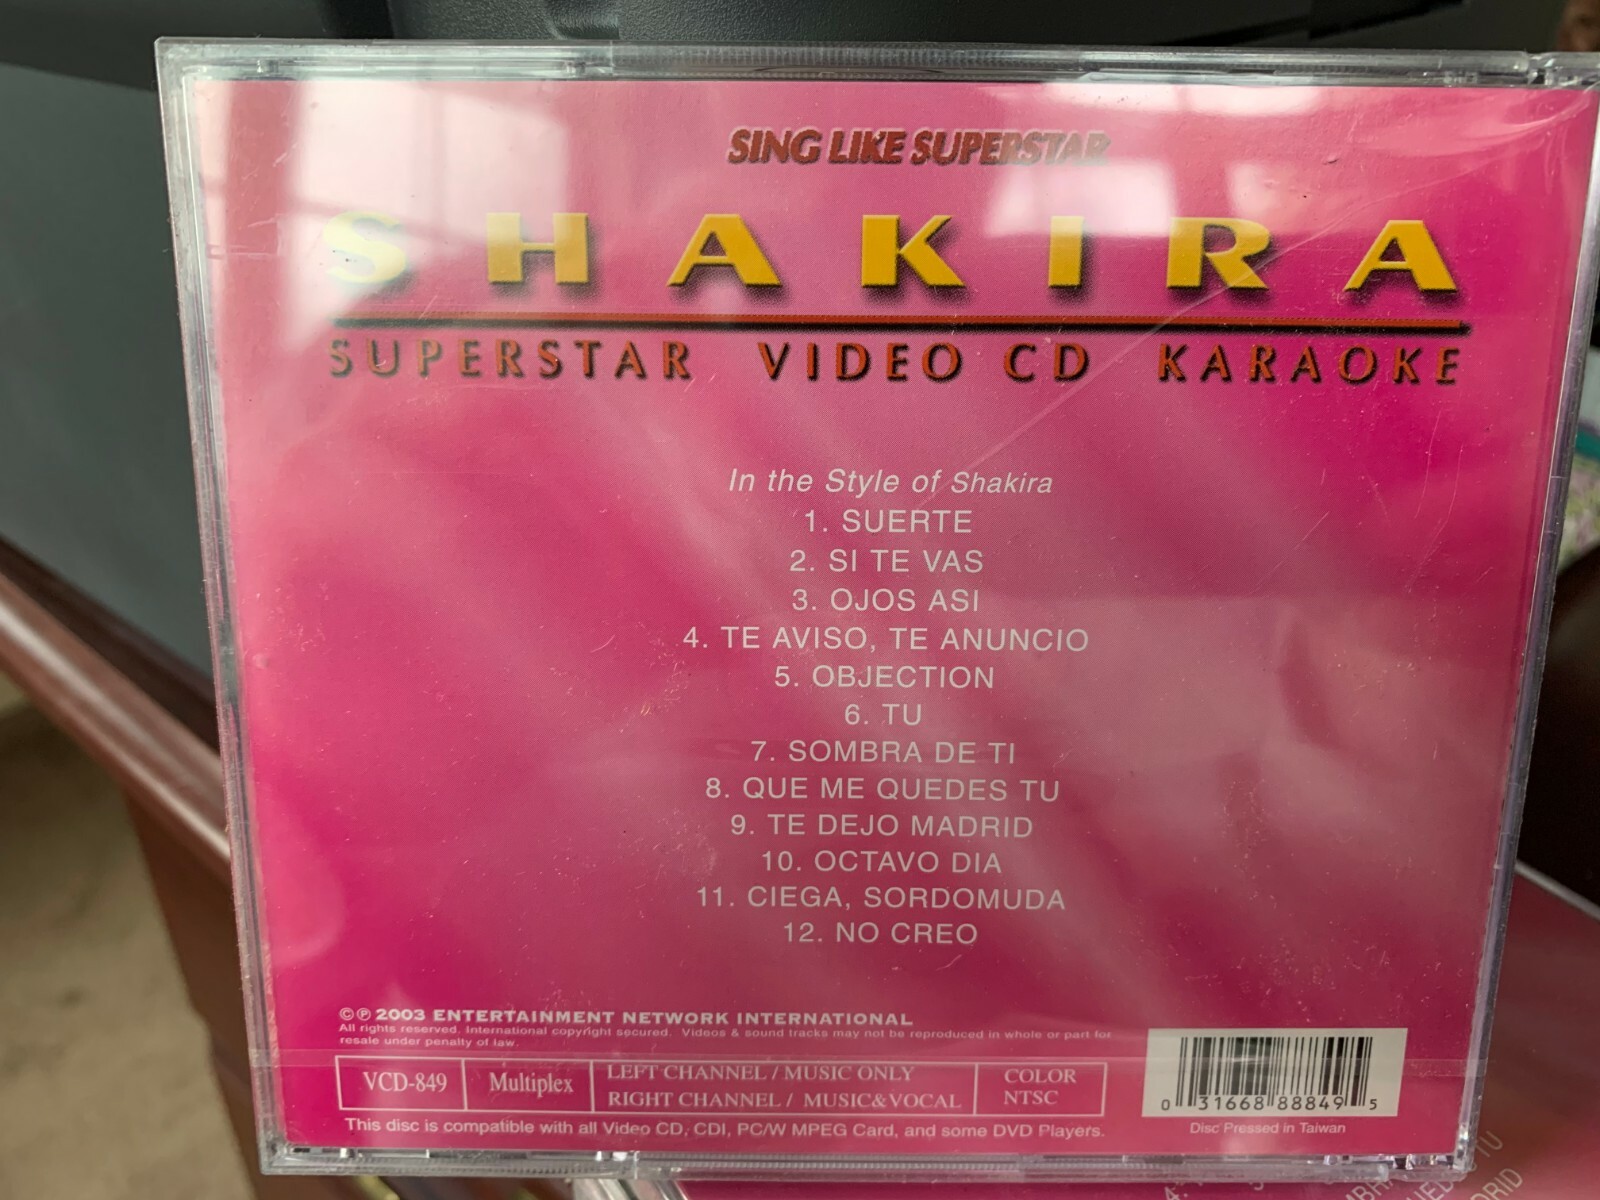 SING LIKE SUPERSTAR
SHAKIRA
SUPERSTAR VIDEO CD KARAOKE
In the Style of Shakira
1. SUERTE
2. SI TE VAS
3. OJOS ASI
4. TE AVISO, TE ANUNCIO
5. OBJECTION
6. TU
7. SOMBRA DE TI
8. QUE ME QUEDES TU
9. TE DEJO MADRID
10. OCTAVO DIA
11. CIEGA, SORDOMUDA
12. NO CREO
©℗ 2003 ENTERTAINMENT NETWORK INTERNATIONAL
All rights reserved. International copyright secured. Videos & sound tracks may not be reproduced in whole or part for
resale under penalty of law.
VCD-849
Multiplex
LEFT CHANNEL / MUSIC ONLY
RIGHT CHANNEL / MUSIC&VOCAL
COLOR
NTSC
This disc is compatible with all Video CD, CDI, PC/W MPEG Card, and some DVD Players.
0 31668 88849 5
Disc Pressed in Taiwan